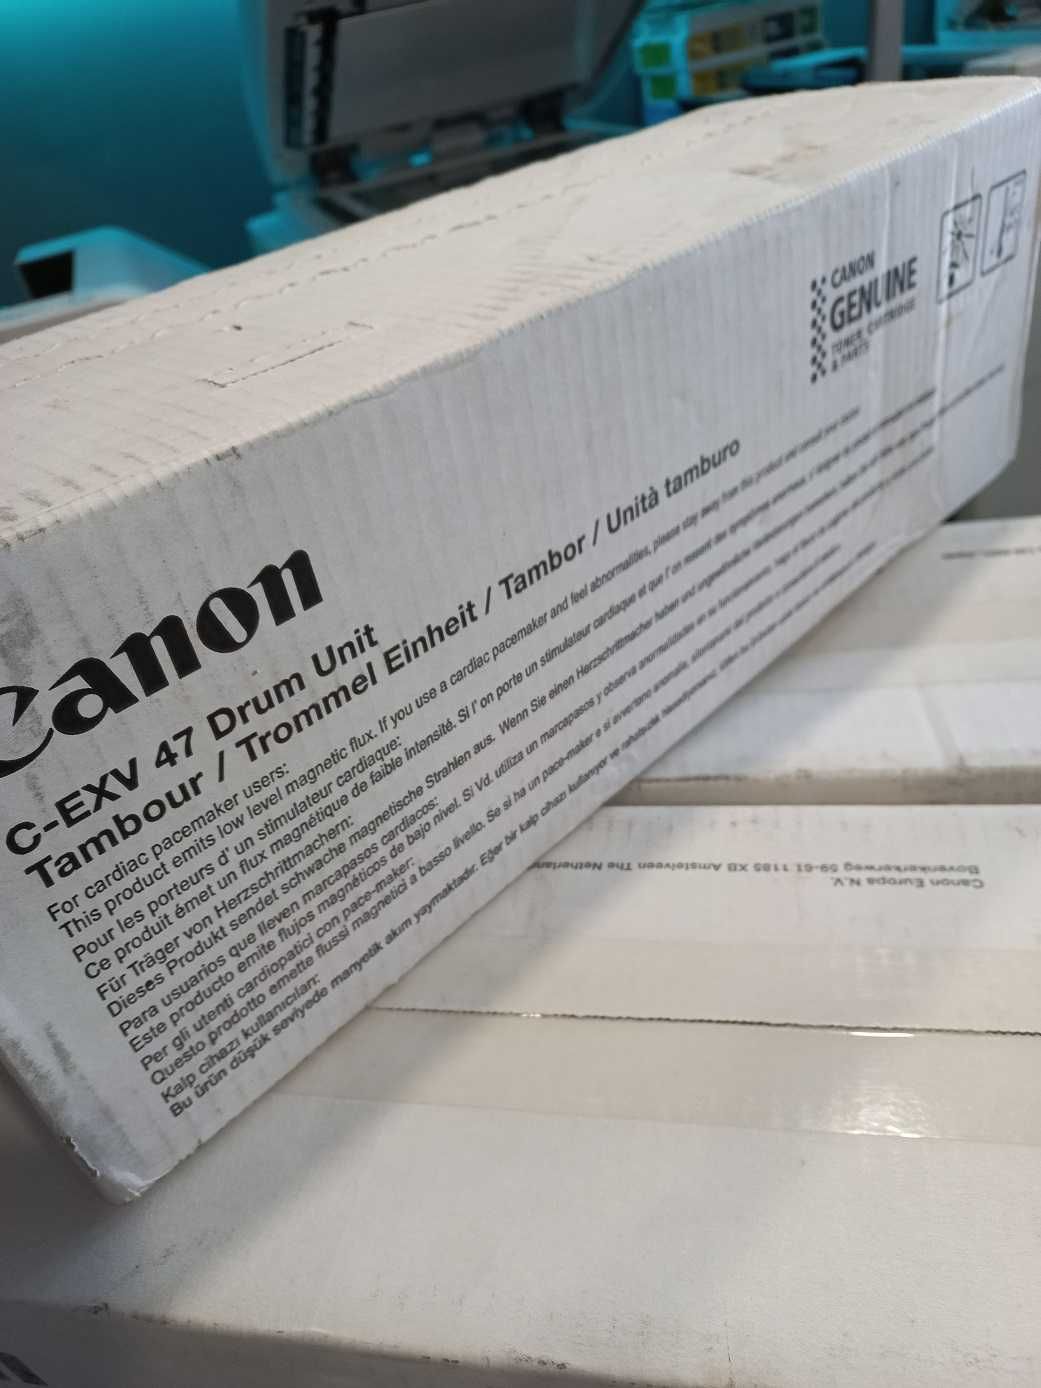 Canon
C-EXV 47 Drum Unit
Tambour / Trommel Einheit / Tambor / Unità tamburo
For cardiac pacemaker users:
This product emits low level magnetic flux. If you use a cardiac pacemaker and feel abnormalities, please stay away from this product and consult your doctor.
Pour les porteurs d'un stimulateur cardiaque:
Ce produit émet un flux magnétique de faible intensité. Si l'on porte un stimulateur cardiaque et que l'on ressent des symptômes anormaux,
Für Träger von Herzschrittmachern:
Dieses Produkt sendet schwache magnetische Strahlen aus. Wenn Sie einen Herzschrittmacher haben und ungewöhnliche
Para usuarios que lleven marcapasos cardíacos:
Este producto emite flujos magnéticos de bajo nivel. Si Vd. utiliza un marcapasos y observa anormalidades en su funcionamiento,
Per gli utenti cardiopatici con pace-maker:
Questo prodotto emette flussi magnetici a basso livello. Se si ha un pace-maker e si avvertono anomalie,
Kalp cihazı kullanıcıları:
Bu ürün düşük seviyede manyetik akım yaymaktadır. Eğer bir kalp cihazı kullanıyor ve rahatsızlık hissediyorsanız,
CANON
GENUINE
TONER, CARTRIDGE
& PARTS
Canon Europa N.V.
Bovenkerkerweg 59-61 1185 XB Amstelveen The